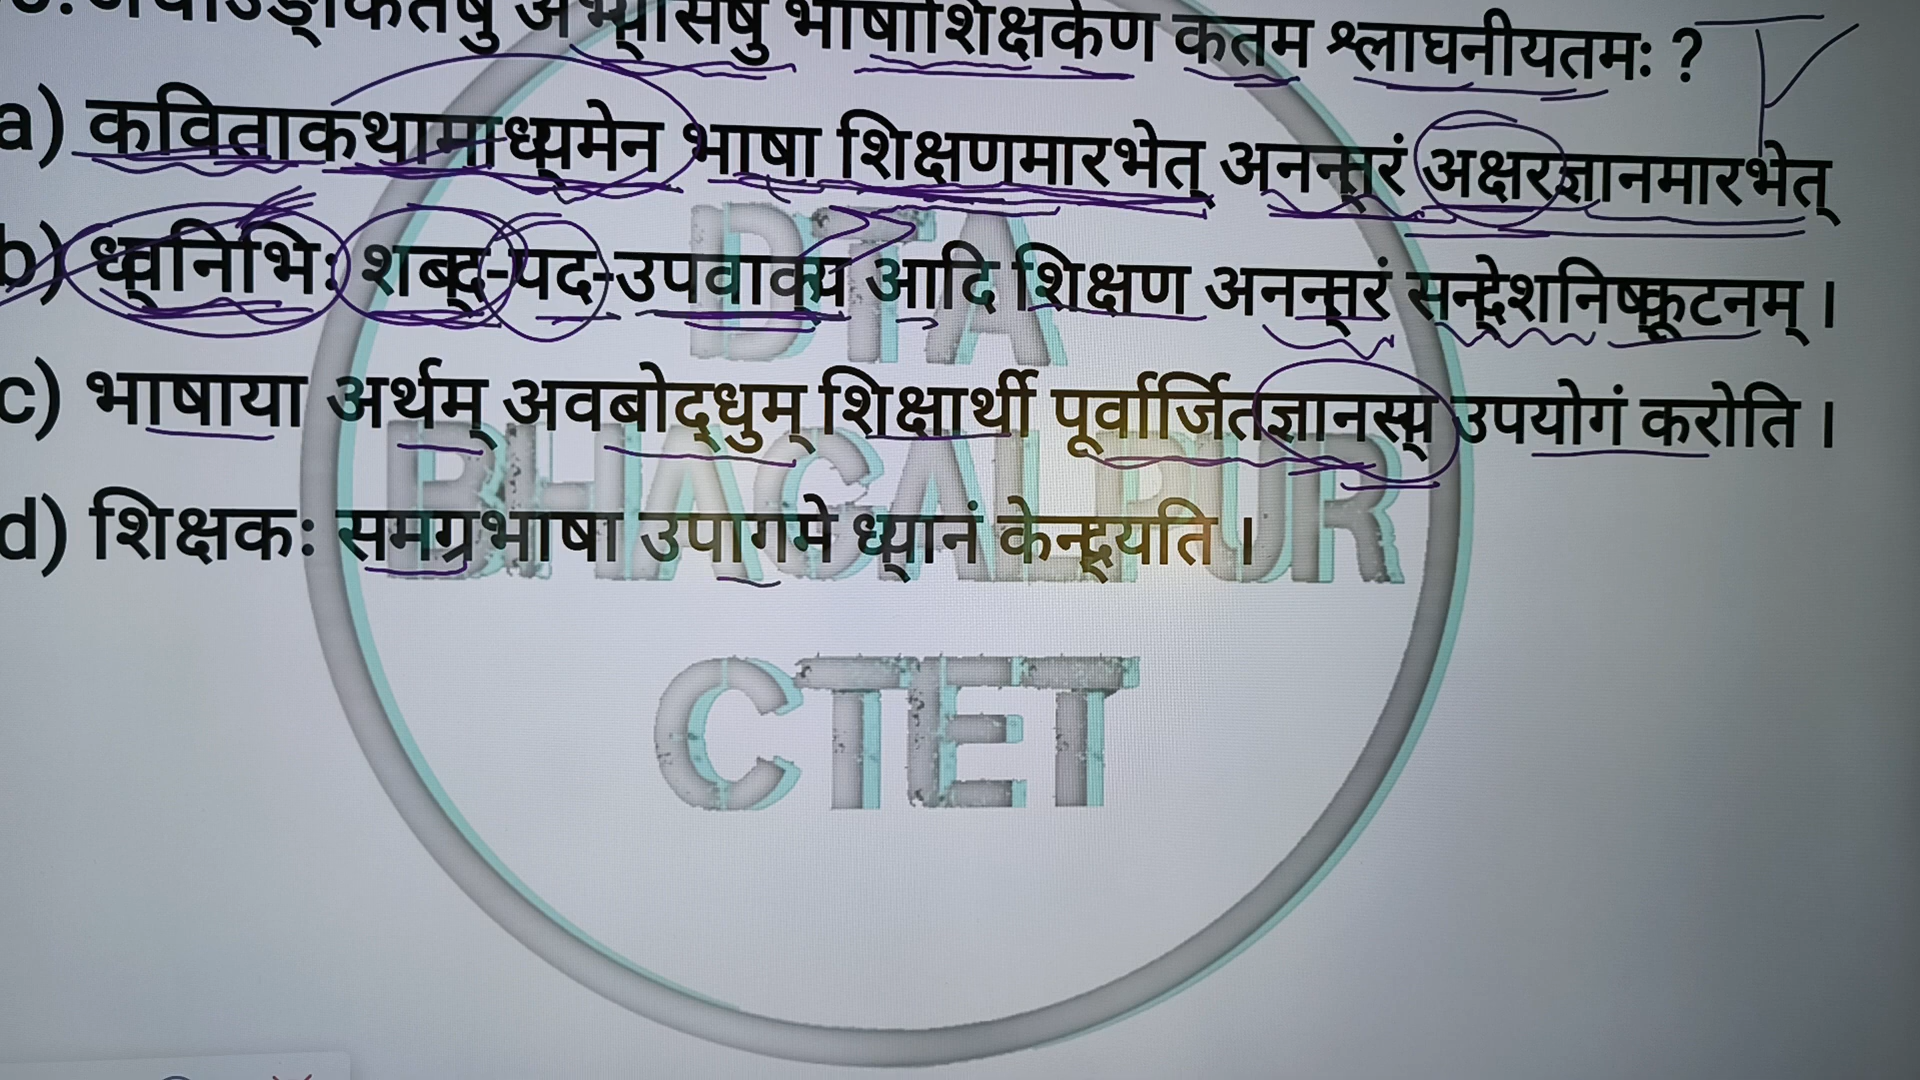 अभ्यासेषु भाषाशिक्षकेण कतम श्लाघनीयतमः ?
a) कविताकथामाध्यमेन भाषा शिक्षणमारभेत् अनन्तरं अक्षरज्ञानमारभेत्
b) ध्वनिभिः शब्द-पद-उपवाक्य आदि शिक्षण अनन्तरं सन्देशनिष्कूटनम् ।
c) भाषाया अर्थम् अवबोद्धुम् शिक्षार्थी पूर्वार्जितज्ञानस्य उपयोगं करोति ।
d) शिक्षकः समग्रभाषा उपागमे ध्यानं केन्द्रयति ।
DTA
BHAGALPUR
CTET